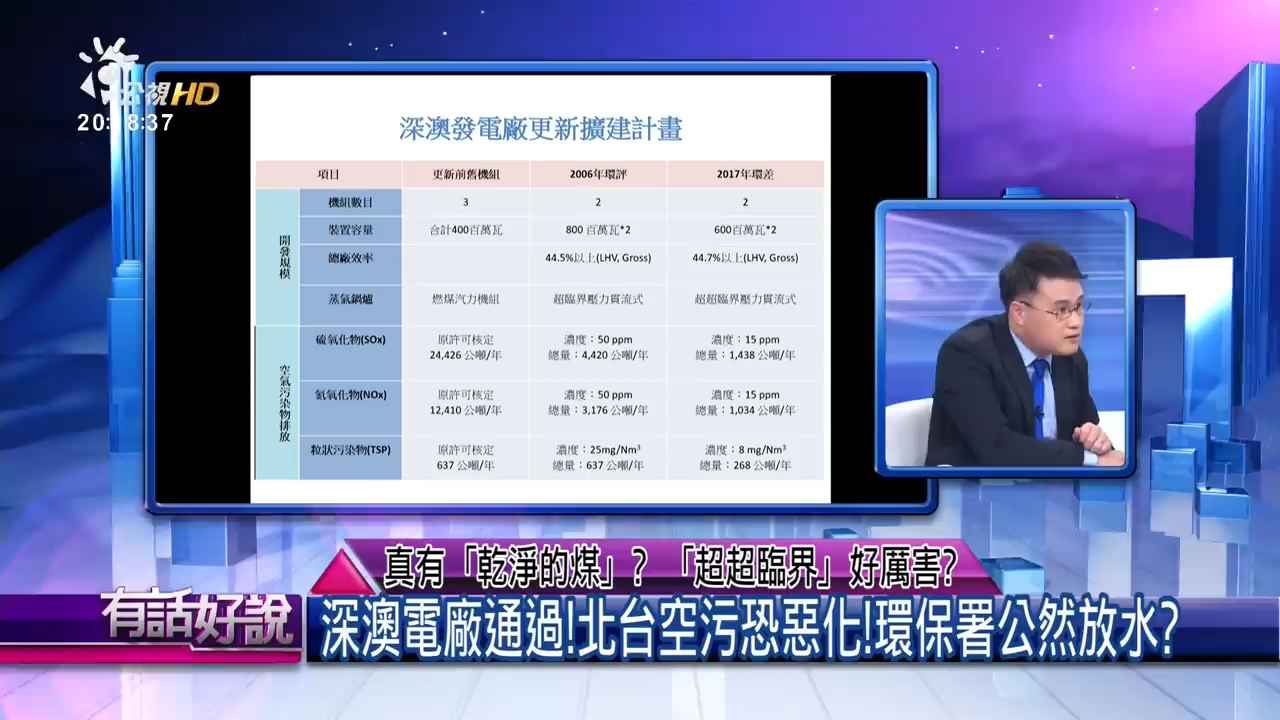 公視HD
深澳發電廠更新擴建計畫
項目 更新前舊機組 2006年環評 2017年環差
開發規模
機組數目 3 2 2
裝置容量 合計400百萬瓦 800 百萬瓦*2 600百萬瓦*2
總廠效率 44.5%以上(LHV, Gross) 44.7%以上(LHV, Gross)
蒸氣鍋爐 燃煤汽力機組 超臨界壓力貫流式 超超臨界壓力貫流式
空氣污染物排放
硫氧化物(SOx) 原許可核定 濃度：50 ppm 濃度：15 ppm
24,426 公噸/年 總量：4,420 公噸/年 總量：1,438 公噸/年
氮氧化物(NOx) 原許可核定 濃度：50 ppm 濃度：15 ppm
12,410 公噸/年 總量：3,176 公噸/年 總量：1,034 公噸/年
粒狀污染物(TSP) 原許可核定 濃度：25mg/Nm³ 濃度：8 mg/Nm³
637 公噸/年 總量：637 公噸/年 總量：268 公噸/年
真有「乾淨的煤」？「超超臨界」好厲害？
有話好說
深澳電廠通過!北台空污恐惡化!環保署公然放水?